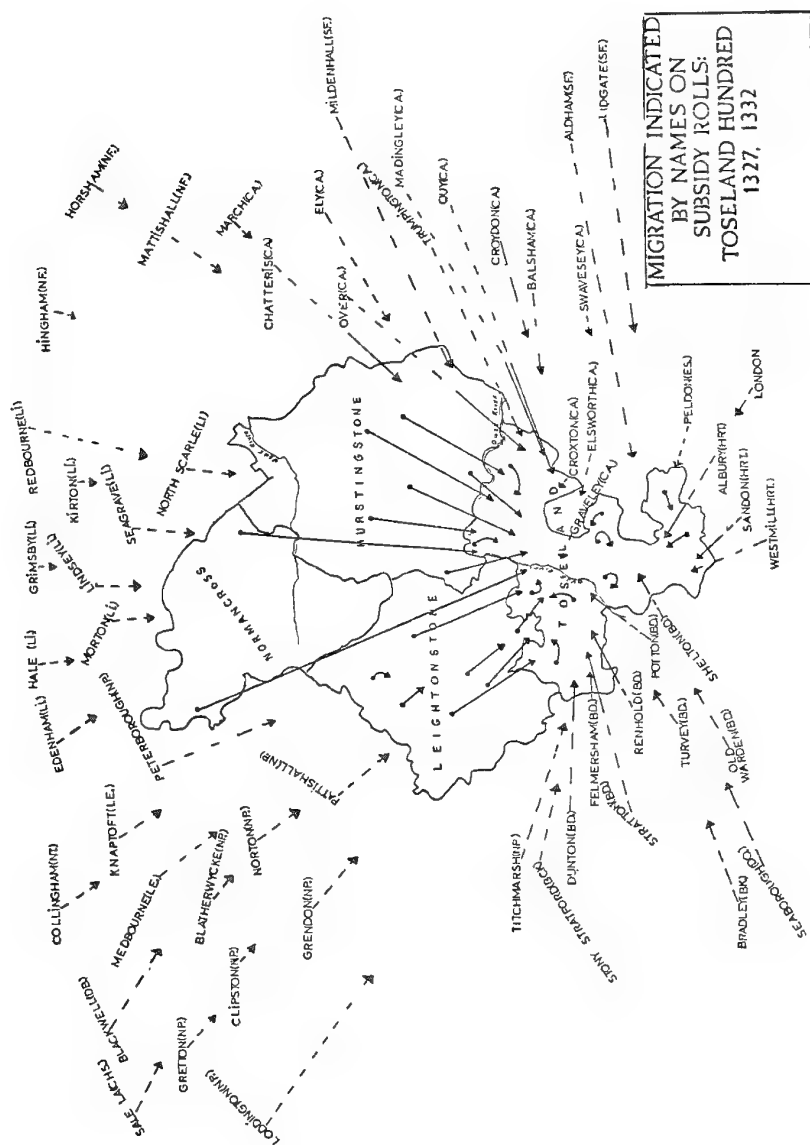 MIGRATION INDICATED
BY NAMES ON
SUBSIDY ROLLS:
TOSELAND HUNDRED
1327, 1332
HORSHAM(NF.)
MATTISHALL(NF.)
HINGHAM(NF.)
MARCH(CA.)
CHATTERIS(CA.)
ELY(CA.)
OVER(CA.)
MILDENHALL(SF.)
TRUMPINGTON(CA.)
MADINGLEY(CA.)
QUY(CA.)
CROYDON(CA.)
BALSHAM(CA.)
SWAVESEY(CA.)
ALDHAM(SF.)
LIDGATE(SF.)
REDBOURNE(LI.)
KIRTON(LI.)
NORTH SCARLE(LI.)
SEAGRAVE(LI.)
GRIMSBY(LI.)
LINDSEY(LI.)
HALE (LI.)
MORTON(LI.)
EDENHAM(LI.)
PETERBOROUGH(NP.)
COLLINGHAM(NT.)
KNAPTOFT(LE.)
MEDBOURNE(LE.)
BLATHERWYCKE(NP.)
NORTON(NP.)
PATTISHALL(NP.)
BLACKWELL(DB.)
SALE LA(CHS.)
GRETTON(NP.)
CLIPSTON(NP.)
GRENDON(NP.)
LODDINGTON(NP.)
NORMANCROSS
HURSTINGSTONE
LEIGHTONSTONE
TOSELAND
CROXTON(CA.)
ELSWORTH(CA.)
GRAVELEY(CA.)
PELDON(ES.)
LONDON
ALBURY(HRT.)
SANDON(HRT.)
WESTMILL(HRT.)
TITCHMARSH(NP.)
STONY STRATFORD(BCK.)
DUNTON(BD.)
FELMERSHAM(BD.)
STRATTON(BD.)
RENHOLD(BD.)
POTTON(BD.)
SHELTON(BD.)
TURVEY(BD.)
OLD
WARDEN(BD.)
BRADLEY(BK.)